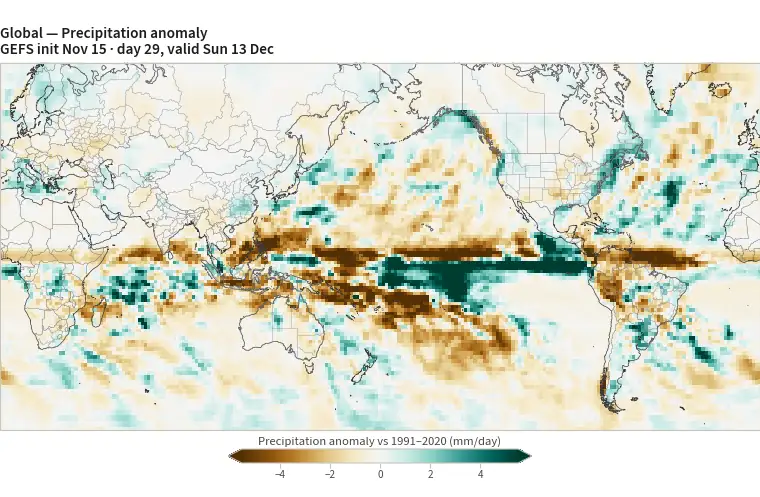 Global — Precipitation anomaly
GEFS init Nov 15 · day 29, valid Sun 13 Dec
Precipitation anomaly vs 1991–2020 (mm/day)
−4 −2 0 2 4